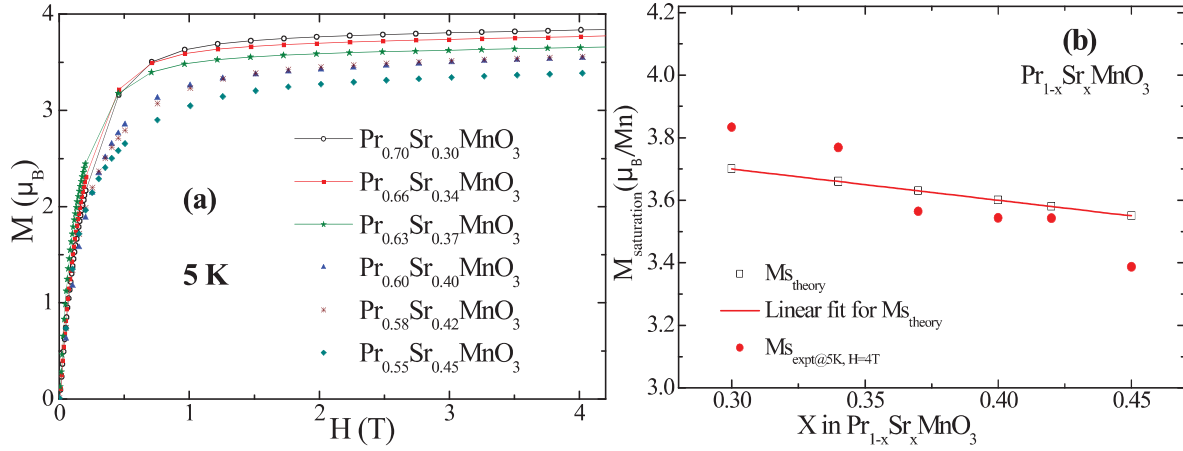 M (μB)
4
3
2
1
0
(a)
5 K
Pr0.70Sr0.30MnO3
Pr0.66Sr0.34MnO3
Pr0.63Sr0.37MnO3
Pr0.60Sr0.40MnO3
Pr0.58Sr0.42MnO3
Pr0.55Sr0.45MnO3
0 1 2 3 4
H (T)
Msaturation(μB/Mn)
4.2
4.0
3.8
3.6
3.4
3.2
3.0
(b)
Pr1-xSrxMnO3
Mstheory
Linear fit for Mstheory
Msexpt@5K, H=4T
0.30 0.35 0.40 0.45
X in Pr1-xSrxMnO3